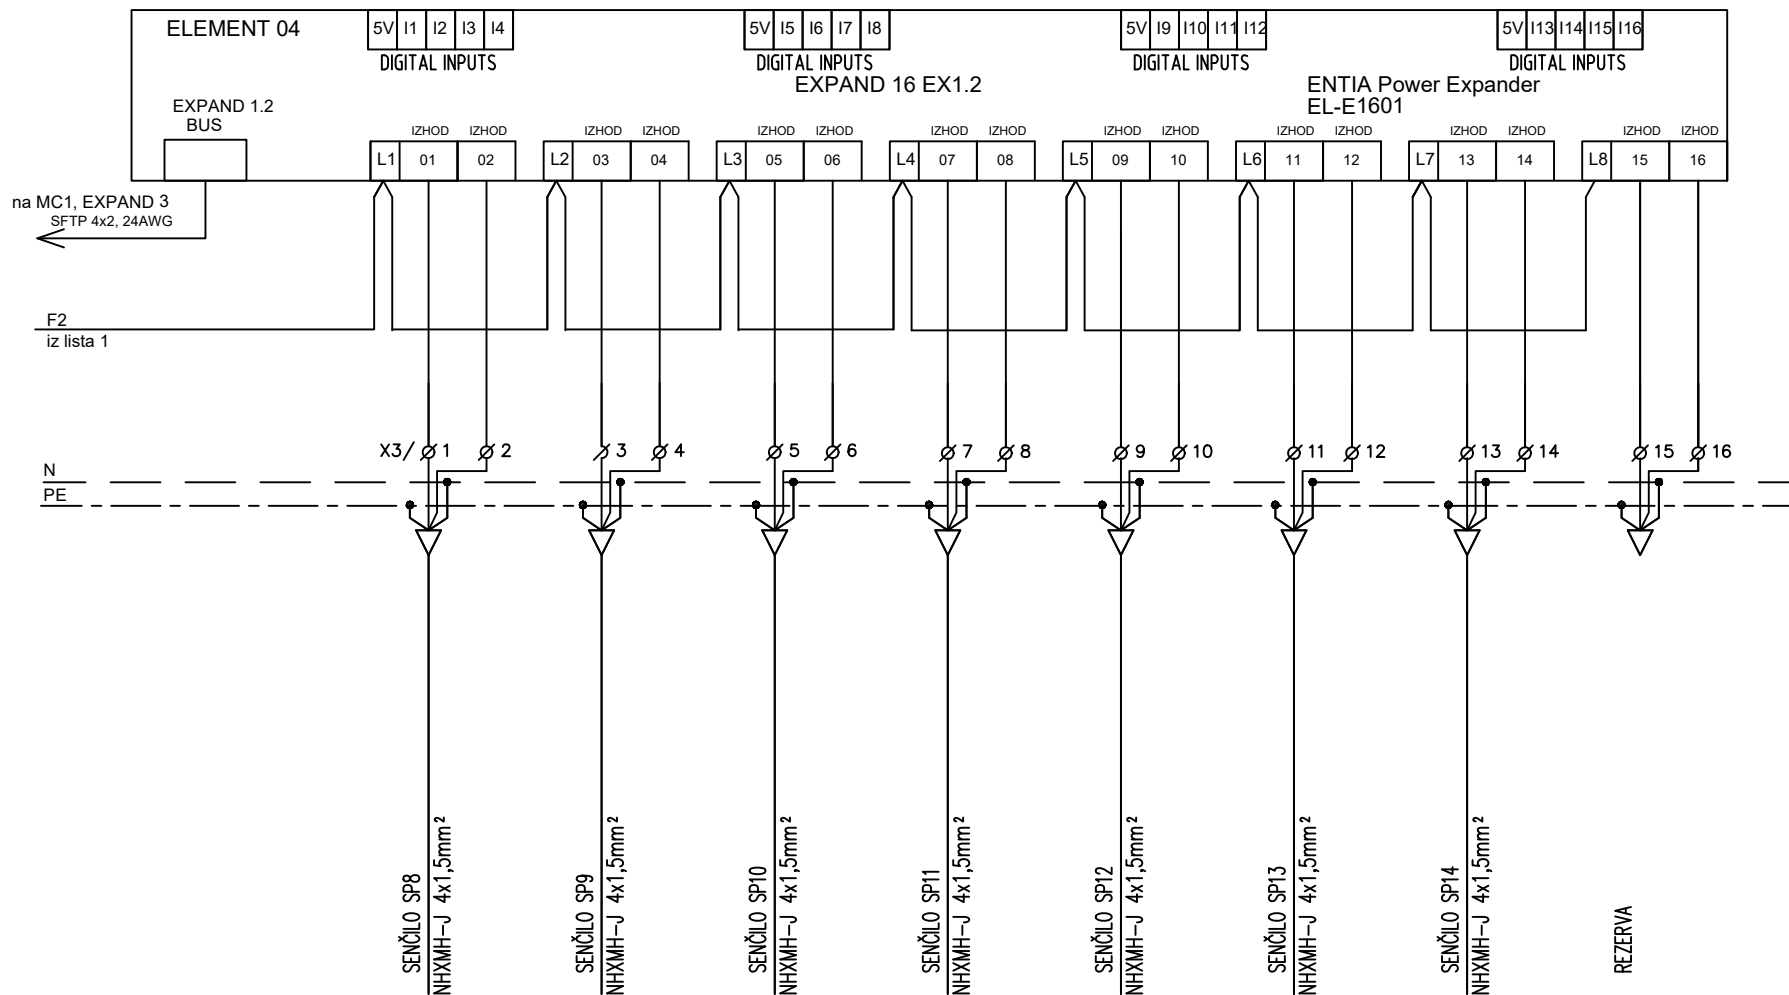 ELEMENT 04
5V I1 I2 I3 I4
5V I5 I6 I7 I8
5V I9 I10 I11 I12
5V I13 I14 I15 I16
DIGITAL INPUTS
DIGITAL INPUTS
DIGITAL INPUTS
DIGITAL INPUTS
EXPAND 16 EX1.2
ENTIA Power Expander
EL-E1601
EXPAND 1.2
BUS
IZHOD IZHOD IZHOD IZHOD IZHOD IZHOD IZHOD IZHOD IZHOD IZHOD IZHOD IZHOD IZHOD IZHOD IZHOD IZHOD
L1 01 02 L2 03 04 L3 05 06 L4 07 08 L5 09 10 L6 11 12 L7 13 14 L8 15 16
na MC1, EXPAND 3
SFTP 4x2, 24AWG
F2
iz lista 1
X3/ 1 2 3 4 5 6 7 8 9 10 11 12 13 14 15 16
N
PE
SENČILO SP8
NHXMH-J 4x1,5mm²
SENČILO SP9
NHXMH-J 4x1,5mm²
SENČILO SP10
NHXMH-J 4x1,5mm²
SENČILO SP11
NHXMH-J 4x1,5mm²
SENČILO SP12
NHXMH-J 4x1,5mm²
SENČILO SP13
NHXMH-J 4x1,5mm²
SENČILO SP14
NHXMH-J 4x1,5mm²
REZERVA